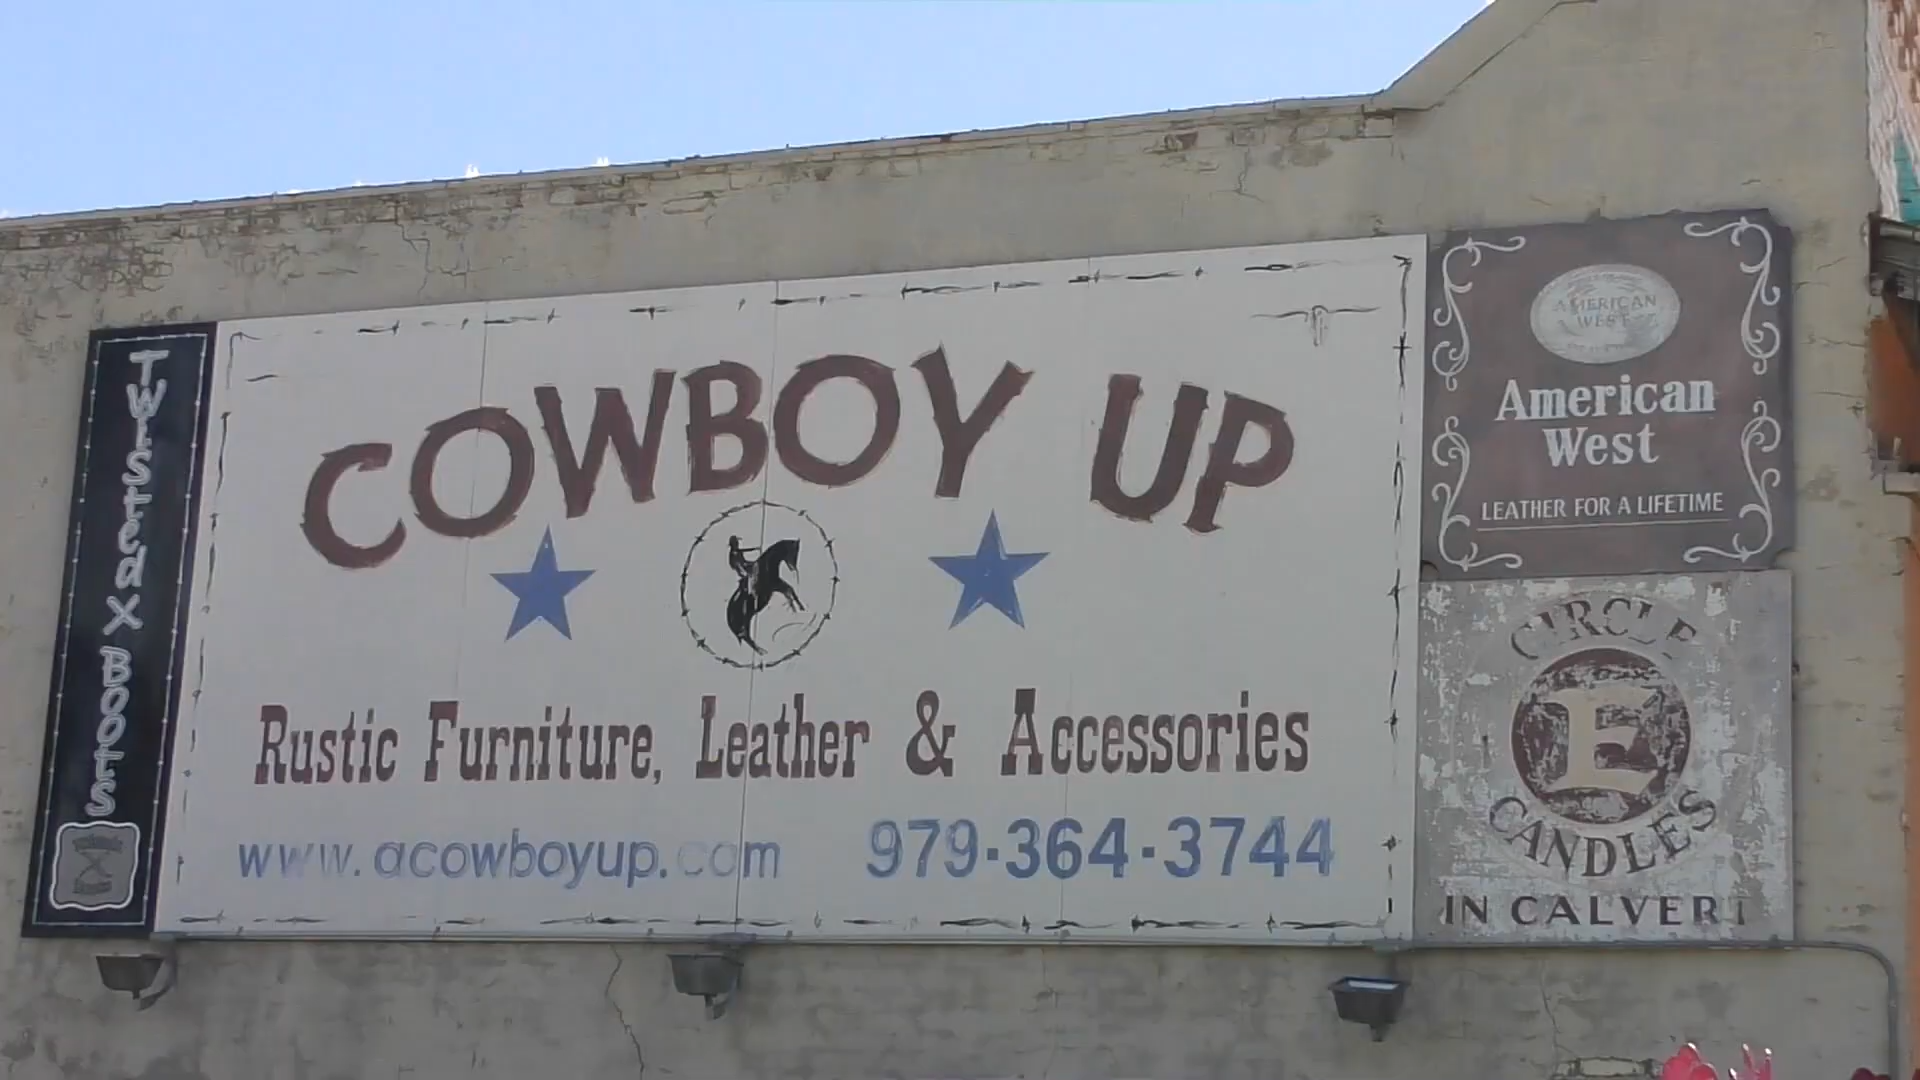 Twisted X Boots
COWBOY UP
Rustic Furniture, Leather & Accessories
www.acowboyup.com 979·364·3744
AMERICAN
WEST
American
West
LEATHER FOR A LIFETIME
CIRCLE
E
CANDLES
IN CALVERT